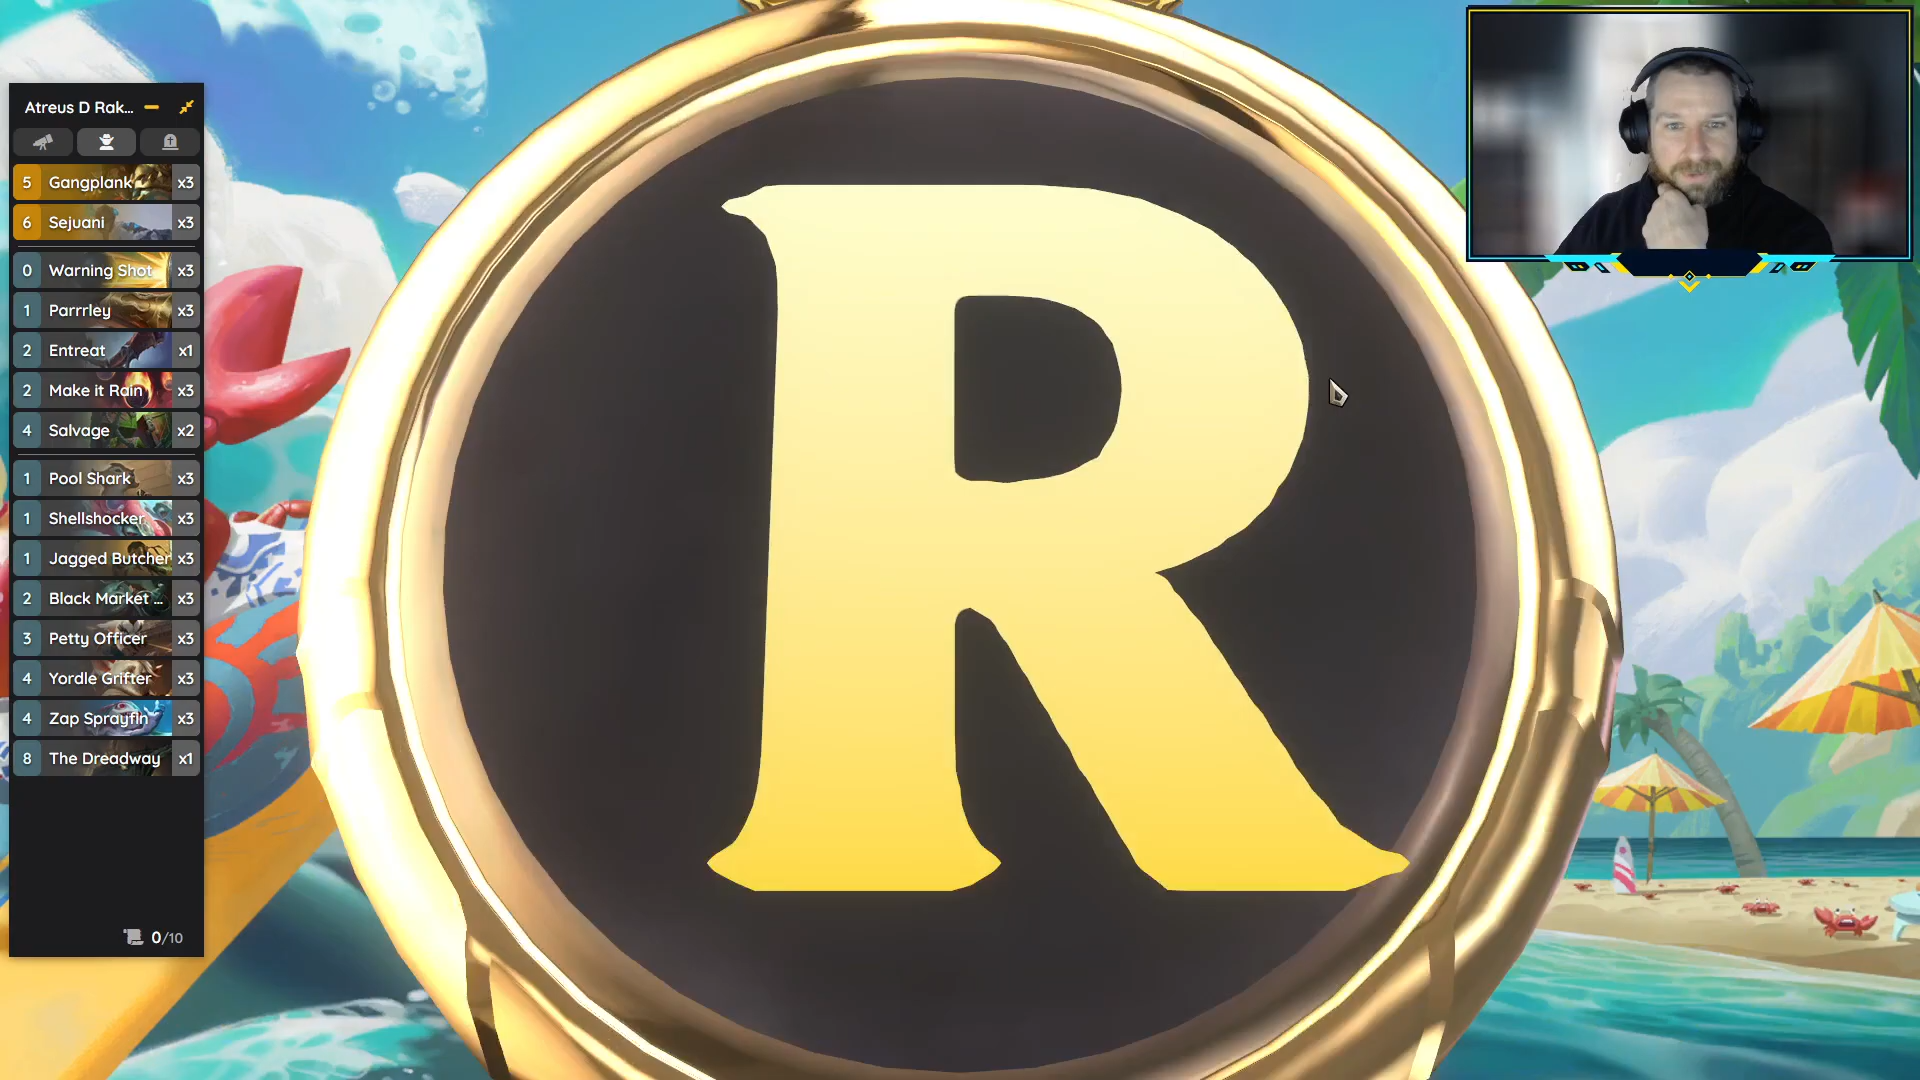 Atreus D Rak...
5 Gangplank x3
6 Sejuani x3
0 Warning Shot x3
1 Parrrley x3
2 Entreat x1
2 Make it Rain x3
4 Salvage x2
1 Pool Shark x3
1 Shellshocker x3
1 Jagged Butcher x3
2 Black Market ... x3
3 Petty Officer x3
4 Yordle Grifter x3
4 Zap Sprayfin x3
8 The Dreadway x1
0/10
R